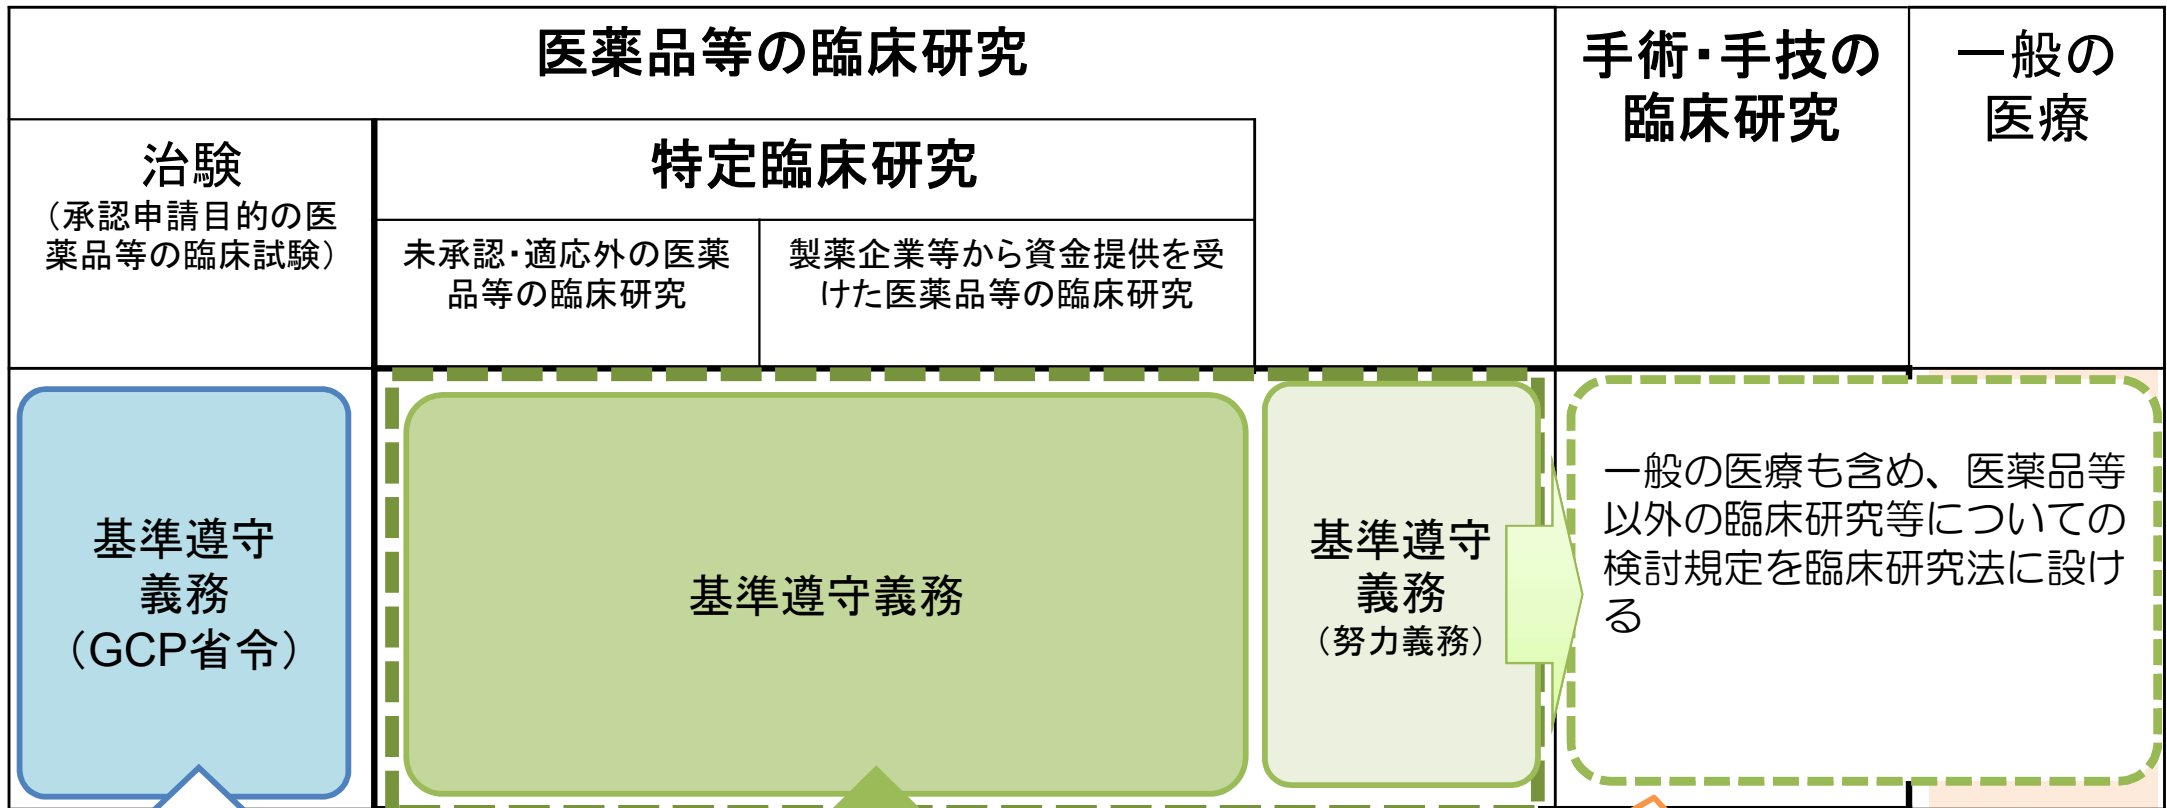 医薬品等の臨床研究
手術・手技の
臨床研究
一般の
医療
治験
（承認申請目的の医
薬品等の臨床試験）
特定臨床研究
未承認・適応外の医薬
品等の臨床研究
製薬企業等から資金提供を受
けた医薬品等の臨床研究
基準遵守
義務
（GCP省令）
基準遵守義務
基準遵守
義務
（努力義務）
一般の医療も含め、医薬品等
以外の臨床研究等についての
検討規定を臨床研究法に設け
る